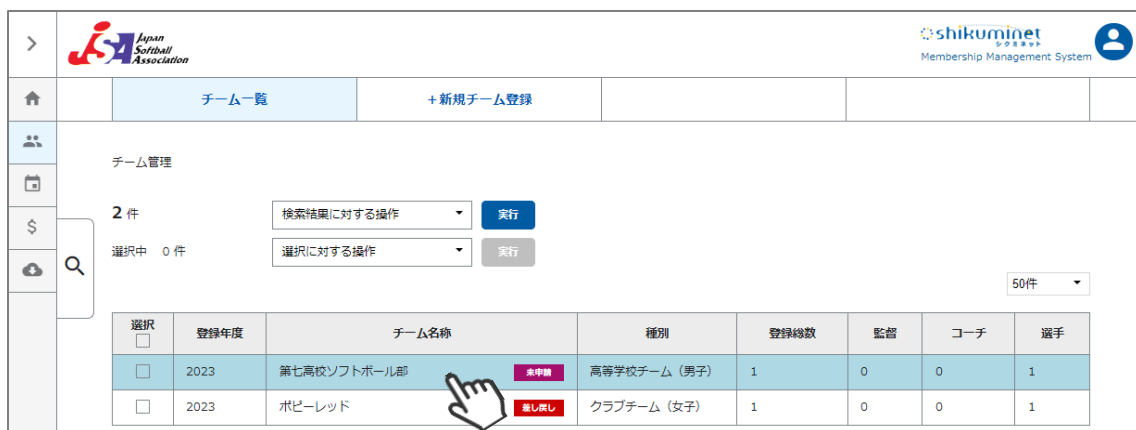 Japan
Softball
Association
shikuminet
シクミネット
Membership Management System
チーム一覧
+新規チーム登録
チーム管理
2 件
検索結果に対する操作
実行
選択中 0 件
選択に対する操作
実行
50件
選択 登録年度 チーム名称 種別 登録総数 監督 コーチ 選手
2023 第七高校ソフトボール部 未申請 高等学校チーム（男子） 1 0 0 1
2023 ポピーレッド 差し戻し クラブチーム（女子） 1 0 0 1